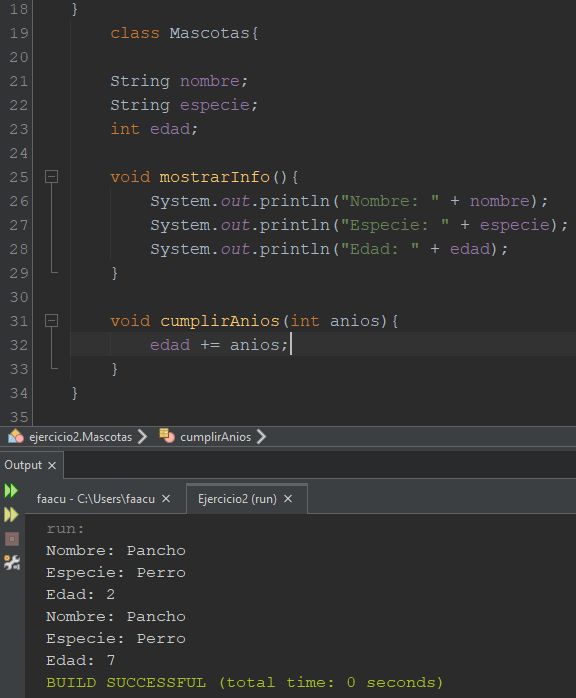 18 }
19 class Mascotas{
20
21 String nombre;
22 String especie;
23 int edad;
24
25 void mostrarInfo(){
26 System.out.println("Nombre: " + nombre);
27 System.out.println("Especie: " + especie);
28 System.out.println("Edad: " + edad);
29 }
30
31 void cumplirAnios(int anios){
32 edad += anios;
33 }
34 }
35
ejercicio2.Mascotas cumplirAnios
Output ×
faacu - C:\Users\faacu × Ejercicio2 (run) ×
run:
Nombre: Pancho
Especie: Perro
Edad: 2
Nombre: Pancho
Especie: Perro
Edad: 7
BUILD SUCCESSFUL (total time: 0 seconds)